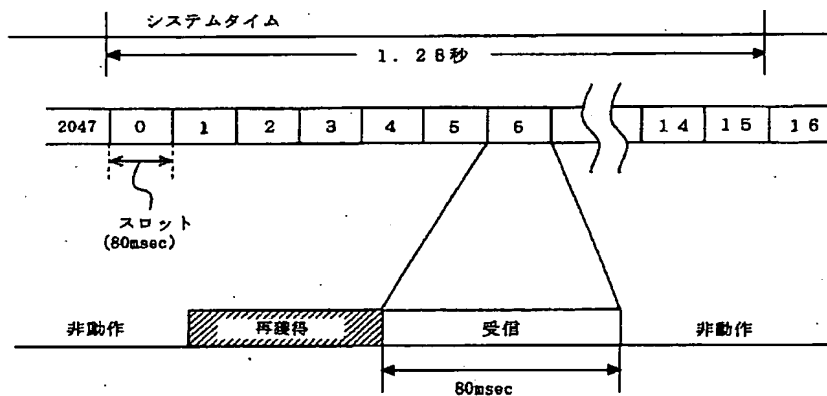 システムタイム
1.28秒
2047 0 1 2 3 4 5 6 14 15 16
スロット
(80msec)
非動作 再獲得 受信 非動作
80msec